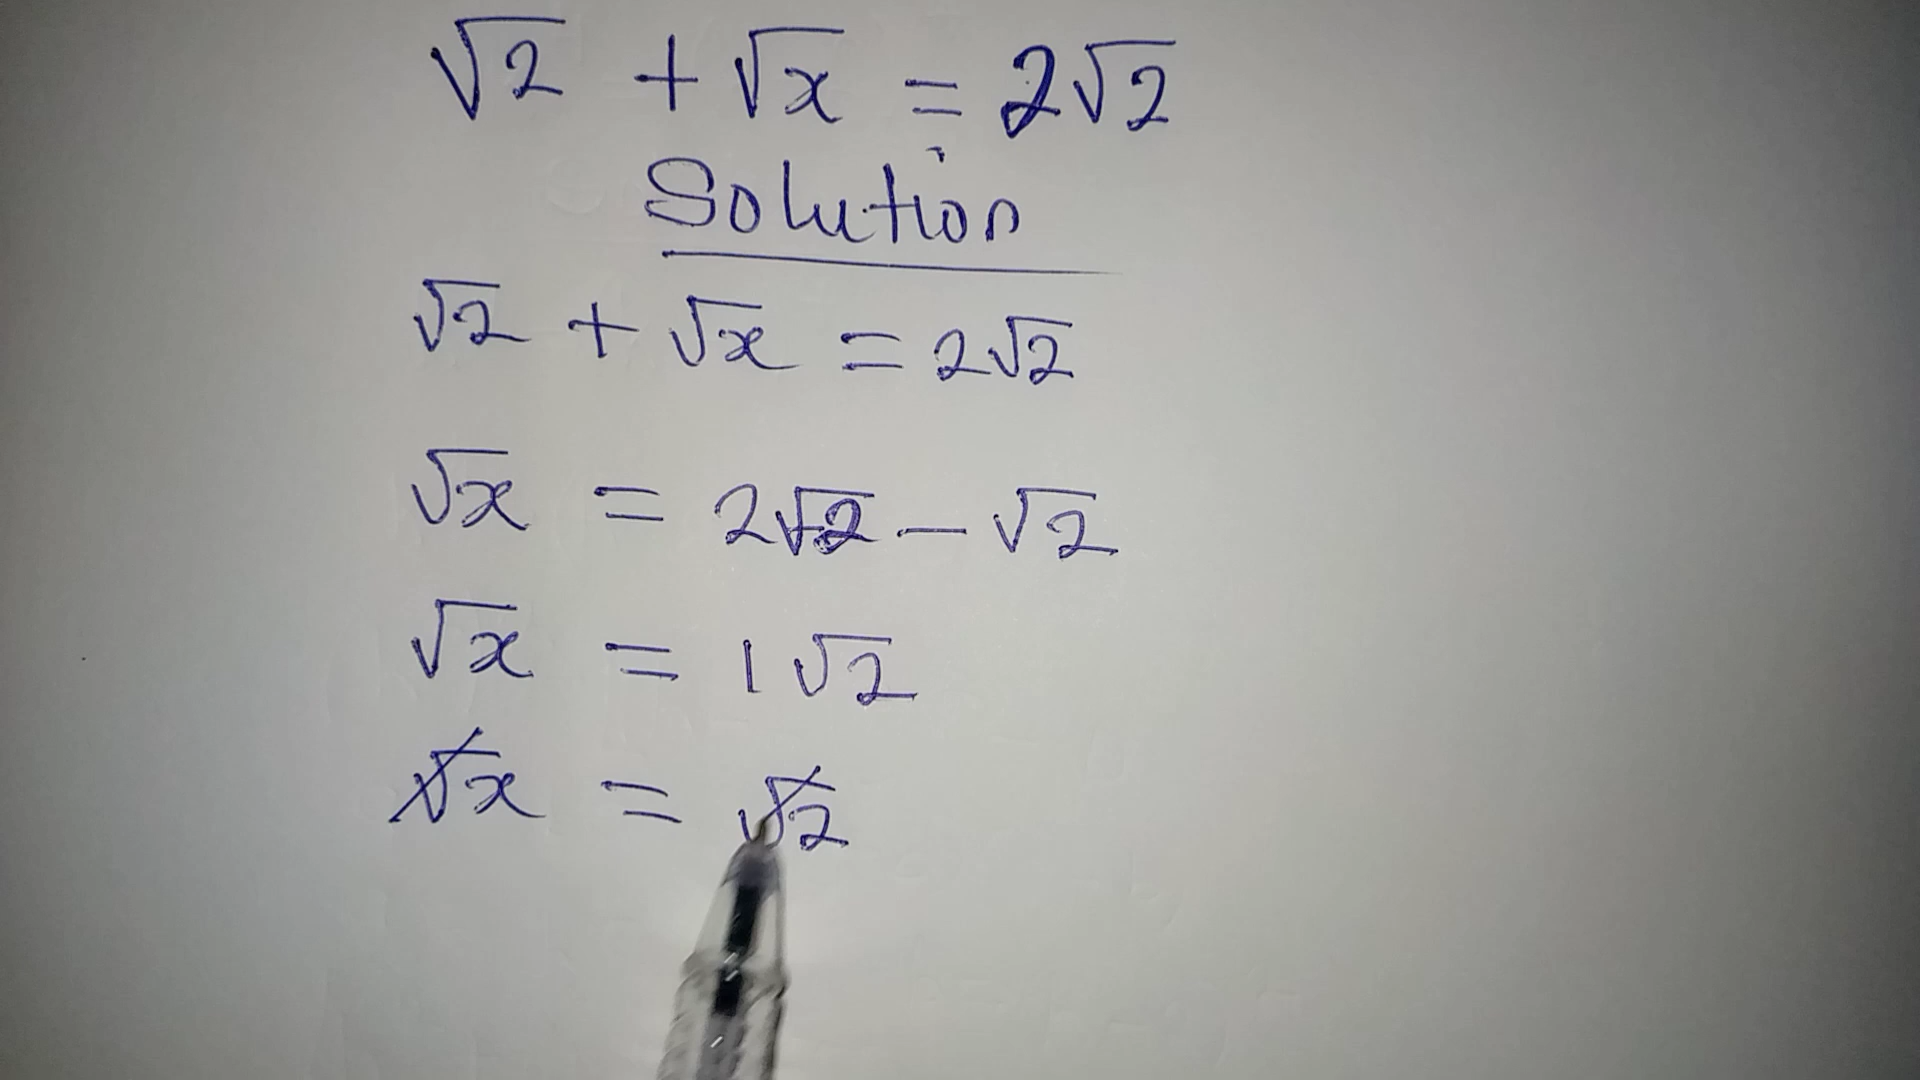 √2 + √x = 2√2
Solution
√2 + √x = 2√2
√x = 2√2 - √2
√x = 1√2
√x = √2